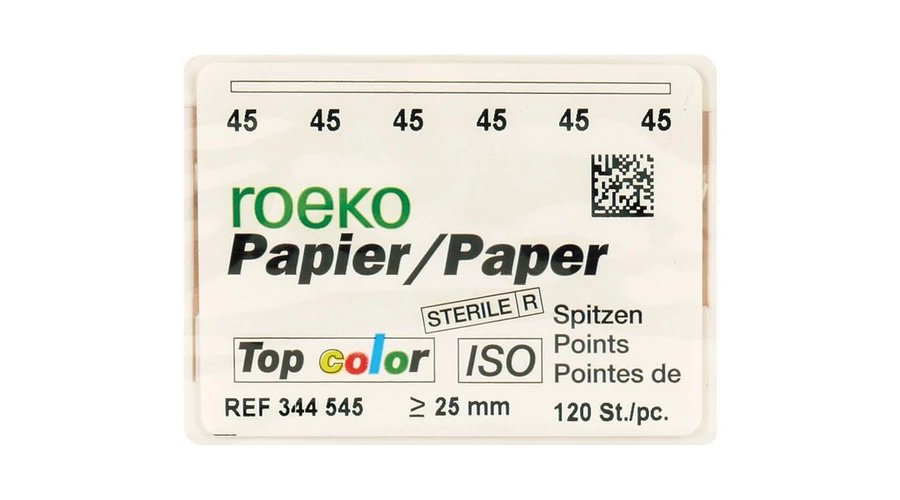 45 45 45 45 45 45
roeko
Papier/Paper
STERILE R
Spitzen
Points
Pointes de
Top color
ISO
REF 344 545
≥ 25 mm
120 St./pc.